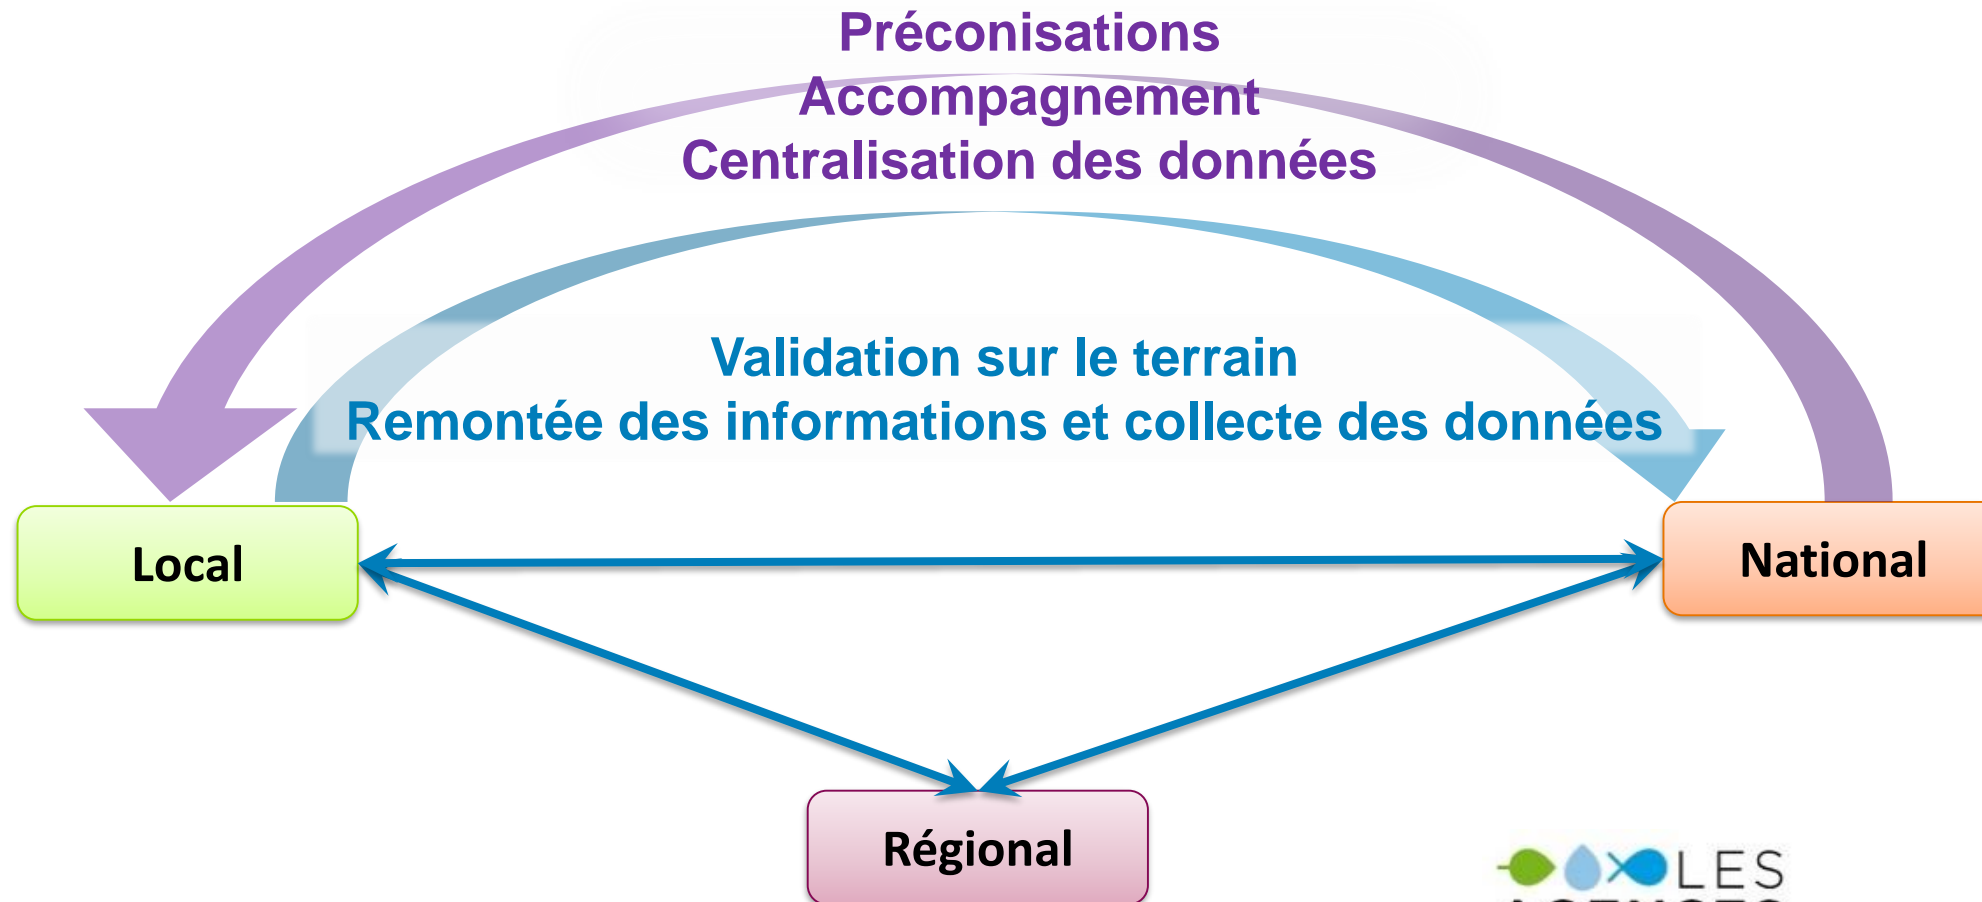 Préconisations
Accompagnement
Centralisation des données
Validation sur le terrain
Remontée des informations et collecte des données
Local
National
Régional
LES
AGENCES